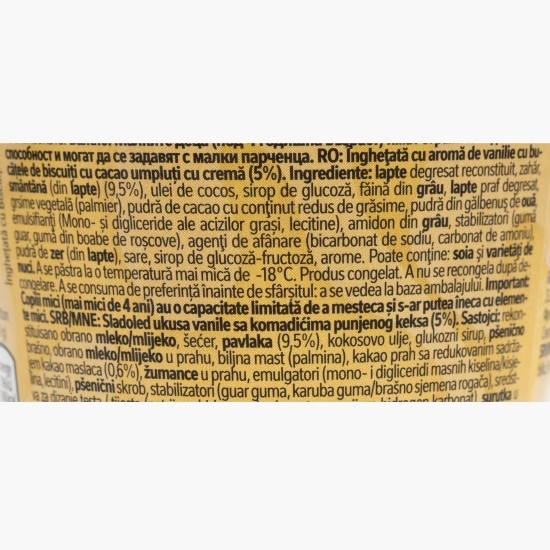 способност и могат да се задавят с малки парченца. RO: Înghețată cu aromă de vanilie cu bu-
cățele de biscuiți cu cacao umpluți cu cremă (5%). Ingrediente: lapte degresat reconstituit, zahăr,
smântână (din lapte) (9,5%), ulei de cocos, sirop de glucoză, făină din grâu, lapte praf degresat,
grăsime vegetală (palmier), pudră de cacao cu conținut redus de grăsime, pudră din gălbenuș de ouă,
emulsifianți (Mono- și digliceride ale acizilor grași, lecitine), amidon din grâu, stabilizatori (gumă
guar, gumă din boabe de roșcove), agenți de afânare (bicarbonat de sodiu, carbonat de amoniu),
pudră de zer (din lapte), sare, sirop de glucoză-fructoză, arome. Poate conține: soia și varietăți de
nuci. A se păstra la o temperatură mai mică de -18°C. Produs congelat. A nu se recongela după de-
congelare. A se consuma de preferință înainte de sfârșitul: a se vedea la baza ambalajului. Important:
Copiii mici (mai mici de 4 ani) au o capacitate limitată de a mesteca și s-ar putea îneca cu elemen-
te mici. SRB/MNE: Sladoled ukusa vanile sa komadićima punjenog keksa (5%). Sastojci: rekon-
stituisano obrano mleko/mlijeko, šećer, pavlaka (9,5%), kokosovo ulje, glukozni sirup, pšenično
brašno, obrano mleko/mlijeko u prahu, biljna mast (palmina), kakao prah sa redukovanim sadrža-
jem kakao maslaca (0,6%), žumance u prahu, emulgatori (mono- i digliceridi masnih kiselina/kise-
lina, lecitini), pšenični skrob, stabilizatori (guar guma, karuba guma/brašno sjemena rogača), sredst-
va za dizanje testa